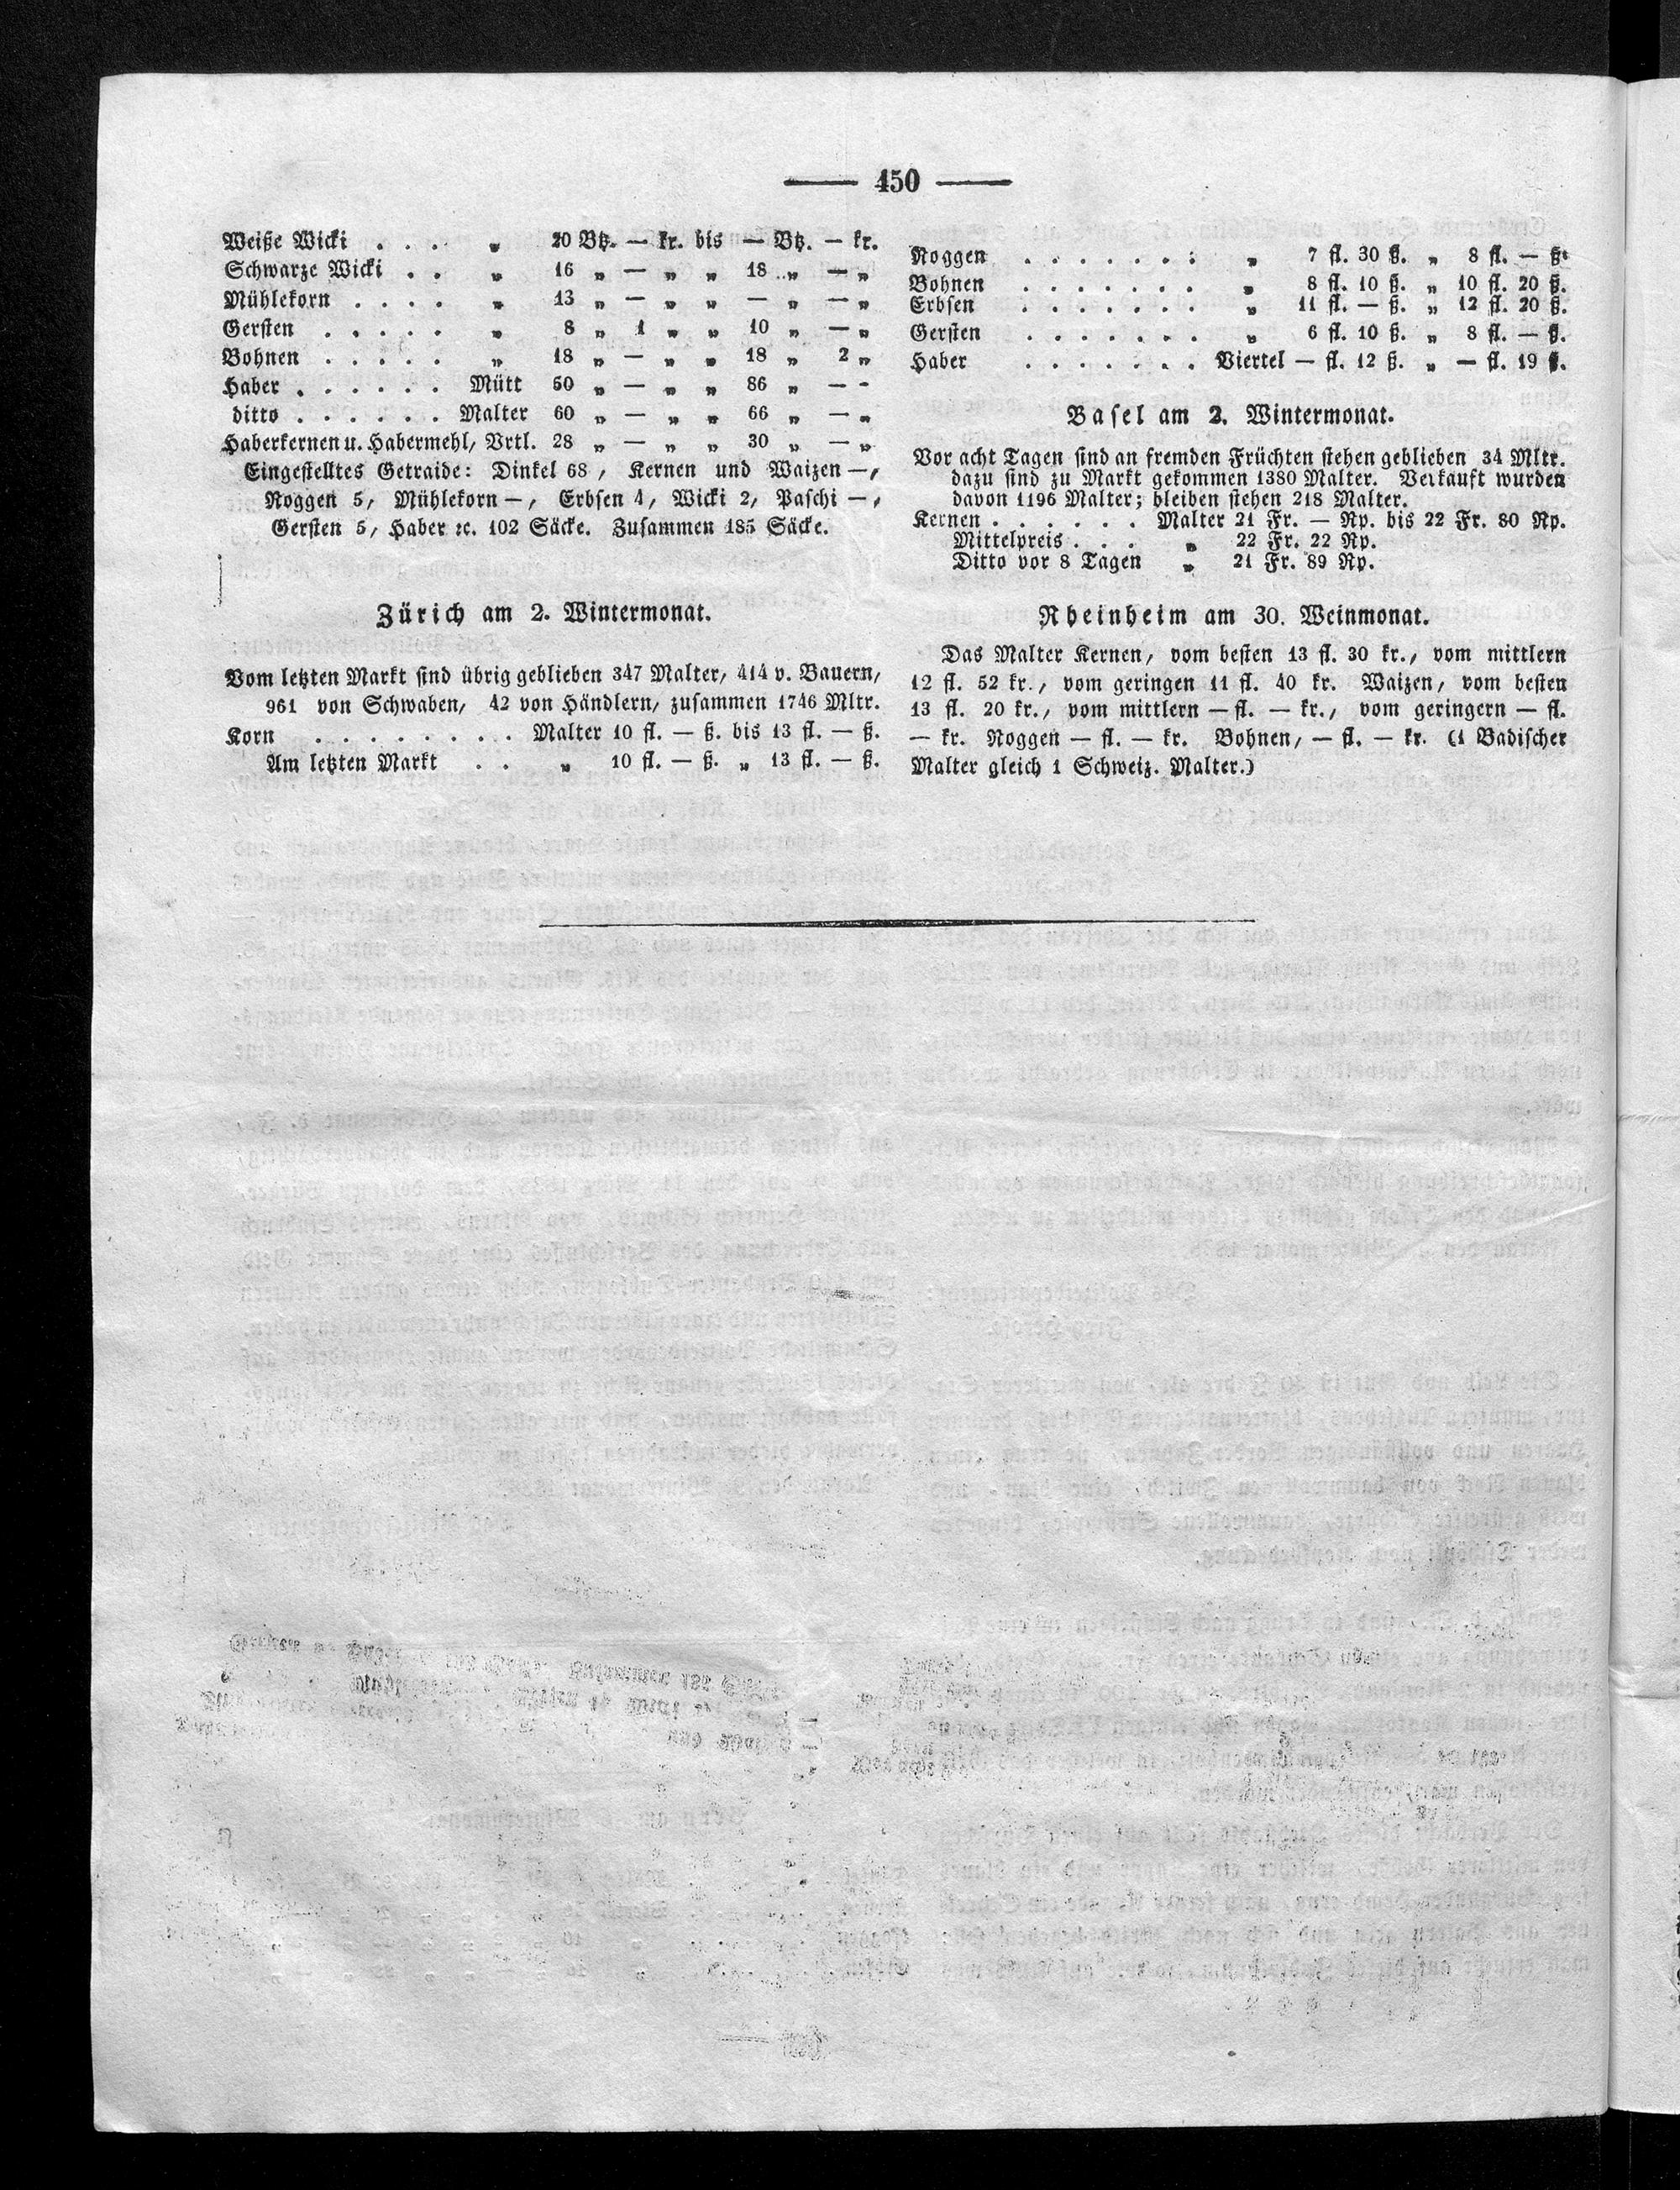 450
Weiße Wicki . . . „ 20 Btz. — kr. bis — Btz. — kr.
Schwarze Wicki . . „ 16 „ — „ „ 18 „ — „
Mühlekorn . . . . „ 13 „ — „ „ — „ — „
Gersten . . . . . „ 8 „ 1 „ „ 10 „ — „
Bohnen . . . . . „ 18 „ — „ „ 18 „ 2 „
Haber . . . . . . Mütt 50 „ — „ „ 86 „ — -
ditto . . . . . . Malter 60 „ — „ „ 66 „ — „
Haberkernen u. Habermehl, Vrtl. 28 „ — „ „ 30 „ — „
Eingestelltes Getraide: Dinkel 68, Kernen und Waizen —,
Roggen 5, Mühlekorn —, Erbsen 4, Wicki 2, Paschi —,
Gersten 5, Haber ꝛc. 102 Säcke. Zusammen 185 Säcke.
Zürich am 2. Wintermonat.
Vom letzten Markt sind übrig geblieben 347 Malter, 414 v. Bauern,
961 von Schwaben, 42 von Händlern, zusammen 1746 Mltr.
Korn . . . . . . . . Malter 10 fl. — ß. bis 13 fl. — ß.
Am letzten Markt . . „ 10 fl. — ß. „ 13 fl. — ß.
Roggen . . . . . . . „ 7 fl. 30 ß. „ 8 fl. — ß.
Bohnen . . . . . . . „ 8 fl. 10 ß. „ 10 fl. 20 ß.
Erbsen . . . . . . . „ 11 fl. — ß. „ 12 fl. 20 ß.
Gersten . . . . . . . „ 6 fl. 10 ß. „ 8 fl. — ß.
Haber . . . . . . . Viertel — fl. 12 ß. „ — fl. 19 ß.
Basel am 2. Wintermonat.
Vor acht Tagen sind an fremden Früchten stehen geblieben 34 Mltr.
dazu sind zu Markt gekommen 1380 Malter. Verkauft wurden
davon 1196 Malter; bleiben stehen 218 Malter.
Kernen . . . . . . Malter 21 Fr. — Rp. bis 22 Fr. 80 Rp.
Mittelpreis . . . „ 22 Fr. 22 Rp.
Ditto vor 8 Tagen „ 21 Fr. 89 Rp.
Rheinheim am 30. Weinmonat.
Das Malter Kernen, vom besten 13 fl. 30 kr., vom mittlern
12 fl. 52 kr., vom geringen 11 fl. 40 kr. Waizen, vom besten
13 fl. 20 kr., vom mittlern — fl. — kr., vom geringern — fl.
— kr. Roggen — fl. — kr. Bohnen, — fl. — kr. (1 Badischer
Malter gleich 1 Schweiz. Malter.)